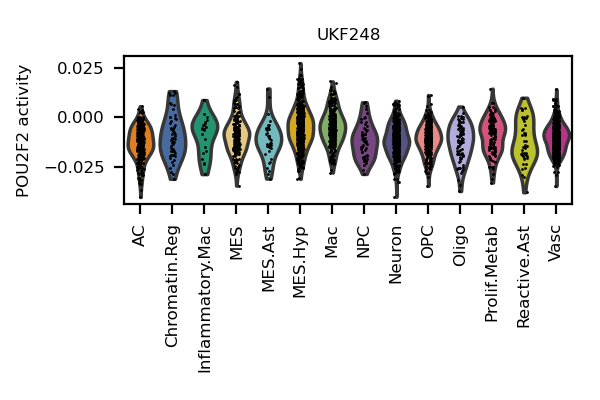 UKF248
POU2F2 activity
0.025
0.000
−0.025
AC
Chromatin.Reg
Inflammatory.Mac
MES
MES.Ast
MES.Hyp
Mac
NPC
Neuron
OPC
Oligo
Prolif.Metab
Reactive.Ast
Vasc